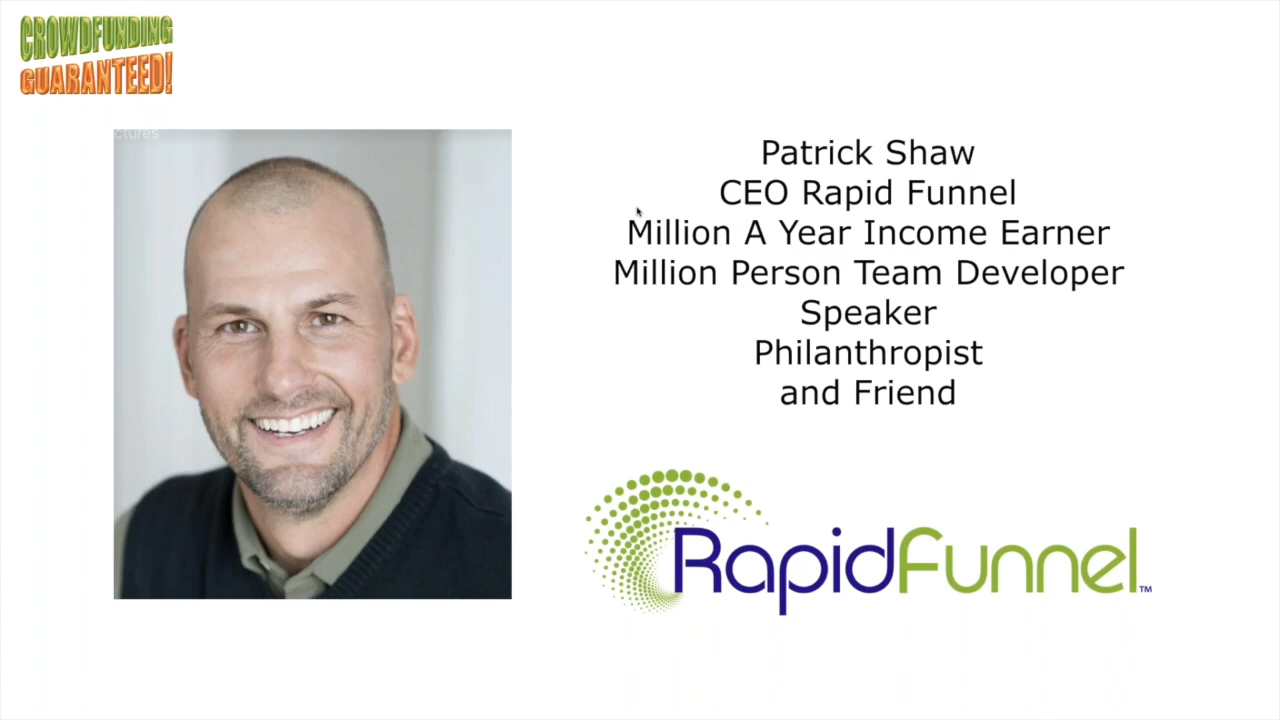 CROWDFUNDING
GUARANTEED!
ctures
Patrick Shaw
CEO Rapid Funnel
Million A Year Income Earner
Million Person Team Developer
Speaker
Philanthropist
and Friend
RapidFunnel™